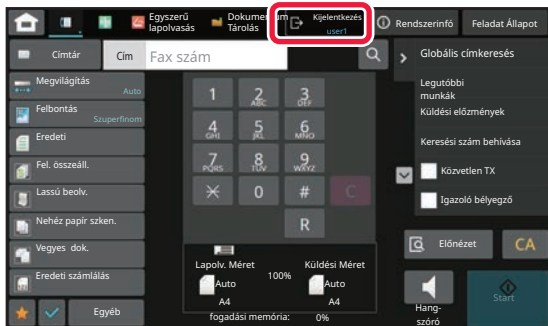 Egyszerű lapolvasás
Dokumentum Tárolás
Kijelentkezés
user1
Rendszerinfó
Feladat Állapot
Címtár
Cím
Fax szám
Globális címkeresés
Megvilágítás
Auto
Felbontás
Szuperfinom
Eredeti
Fel. összeáll.
Lassú beolv.
Nehéz papír szken.
Vegyes dok.
Eredeti számlálás
Egyéb
1
2
ABC
3
DEF
4
GHI
5
JKL
6
MNO
7
PQRS
8
TUV
9
WXYZ
0
#
C
R
Lapolv. Méret
100%
Küldési Méret
Auto
Auto
A4
A4
fogadási memória:
0%
Legutóbbi
munkák
Küldési előzmények
Keresési szám behívása
Közvetlen TX
Igazoló bélyegző
Előnézet
CA
Hang-
szóró
Start